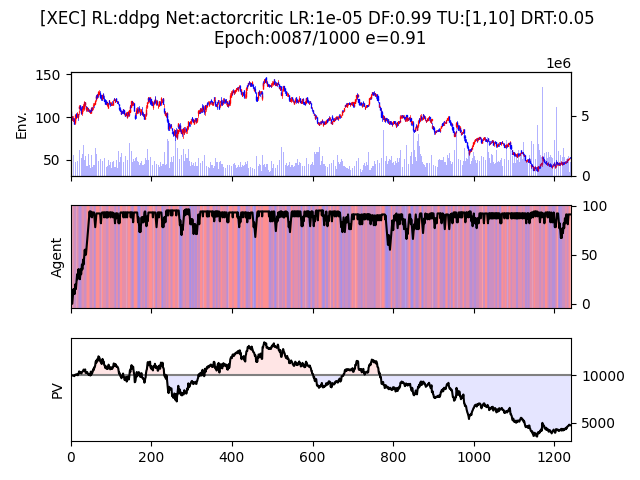 [XEC] RL:ddpg Net:actorcritic LR:1e-05 DF:0.99 TU:[1,10] DRT:0.05
Epoch:0087/1000 e=0.91
1e6
150
100
50
Env.
5
0
Agent
100
50
0
PV
10000
5000
0 200 400 600 800 1000 1200